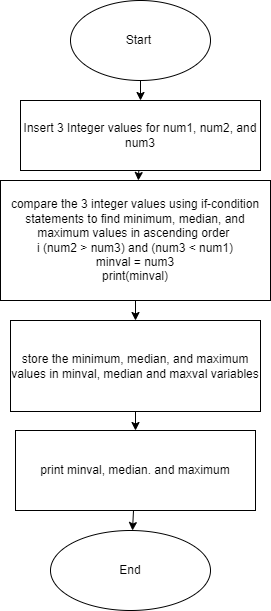 Start
Insert 3 Integer values for num1, num2, and
num3
compare the 3 integer values using if-condition
statements to find minimum, median, and
maximum values in ascending order
i (num2 > num3) and (num3 < num1)
minval = num3
print(minval)
store the minimum, median, and maximum
values in minval, median and maxval variables
print minval, median. and maximum
End